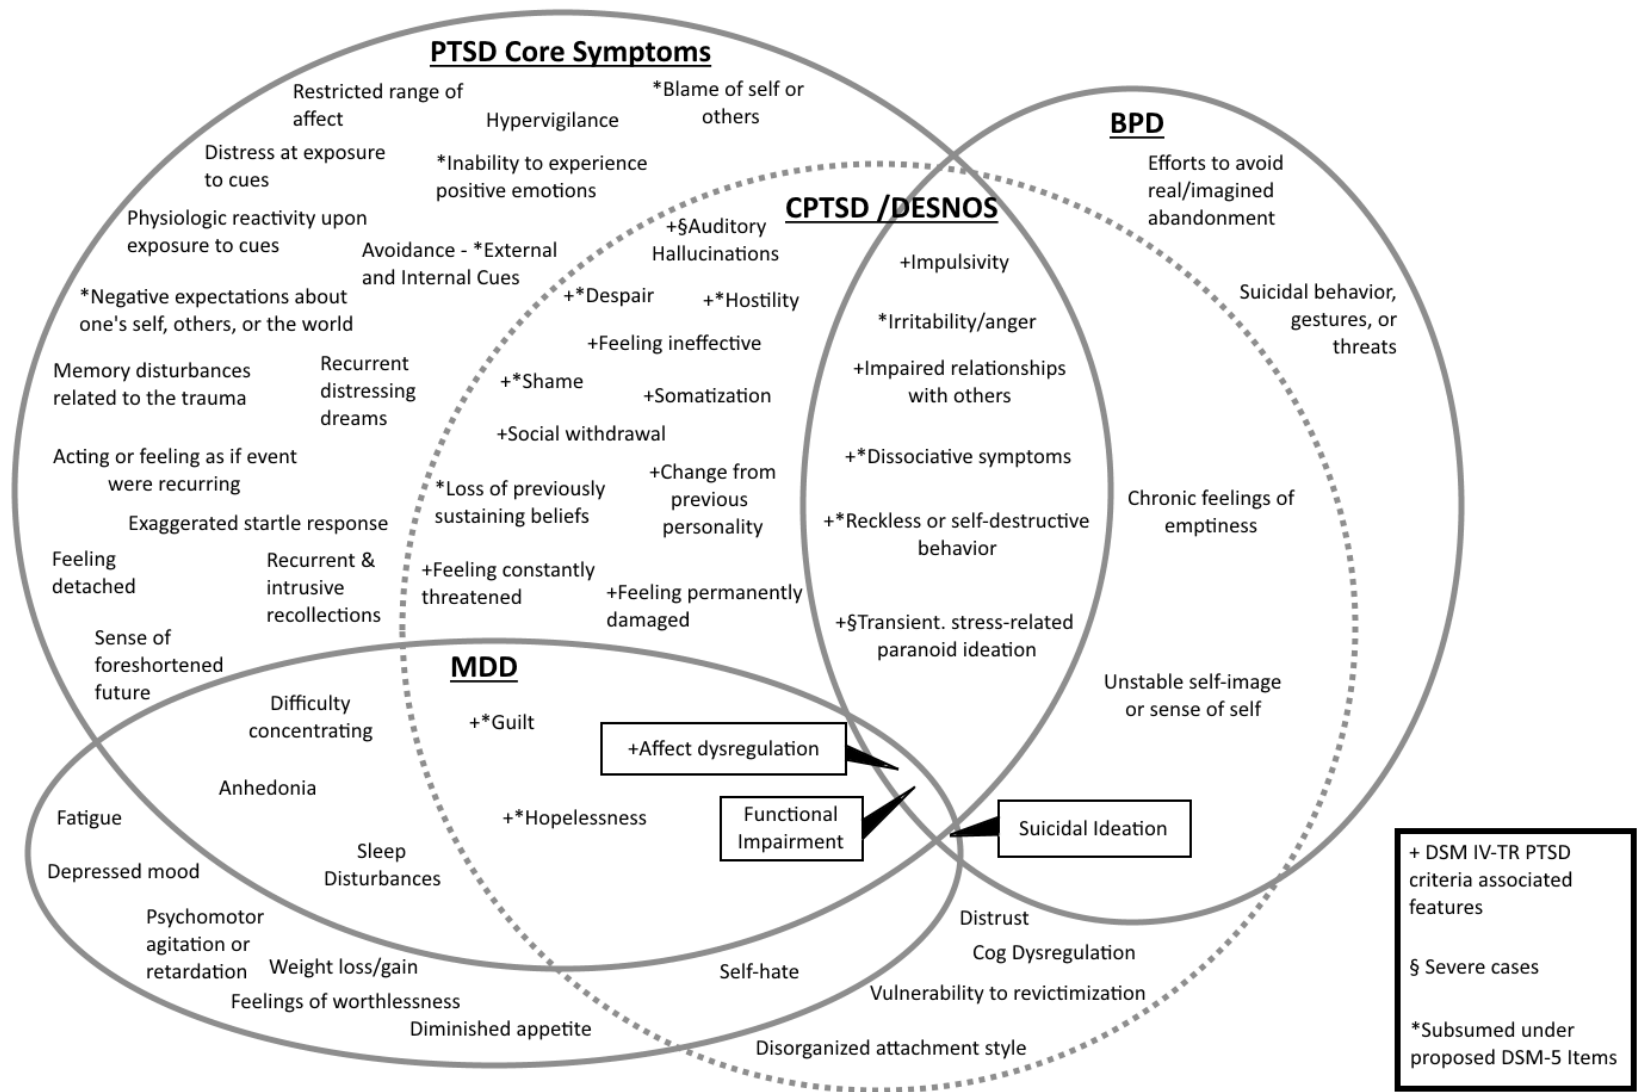 PTSD Core Symptoms
Restricted range of
affect
Hypervigilance
*Blame of self or
others
Distress at exposure
to cues
*Inability to experience
positive emotions
Physiologic reactivity upon
exposure to cues
Avoidance - *External
and Internal Cues
*Negative expectations about
one's self, others, or the world
Memory disturbances
related to the trauma
Recurrent
distressing
dreams
Acting or feeling as if event
were recurring
Exaggerated startle response
Feeling
detached
Recurrent &
intrusive
recollections
Sense of
foreshortened
future
CPTSD /DESNOS
+§Auditory
Hallucinations
+*Despair
+*Hostility
+Feeling ineffective
+*Shame
+Somatization
+Social withdrawal
+Change from
previous
personality
*Loss of previously
sustaining beliefs
+Feeling constantly
threatened
+Feeling permanently
damaged
+Impulsivity
*Irritability/anger
+Impaired relationships
with others
+*Dissociative symptoms
+*Reckless or self-destructive
behavior
+§Transient. stress-related
paranoid ideation
BPD
Efforts to avoid
real/imagined
abandonment
Suicidal behavior,
gestures, or
threats
Chronic feelings of
emptiness
Unstable self-image
or sense of self
MDD
Difficulty
concentrating
+*Guilt
+Affect dysregulation
Anhedonia
Fatigue
+*Hopelessness
Functional
Impairment
Suicidal Ideation
Sleep
Disturbances
Depressed mood
Psychomotor
agitation or
retardation
Weight loss/gain
Feelings of worthlessness
Diminished appetite
Self-hate
Distrust
Cog Dysregulation
Vulnerability to revictimization
Disorganized attachment style
+ DSM IV-TR PTSD
criteria associated
features
§ Severe cases
*Subsumed under
proposed DSM-5 Items